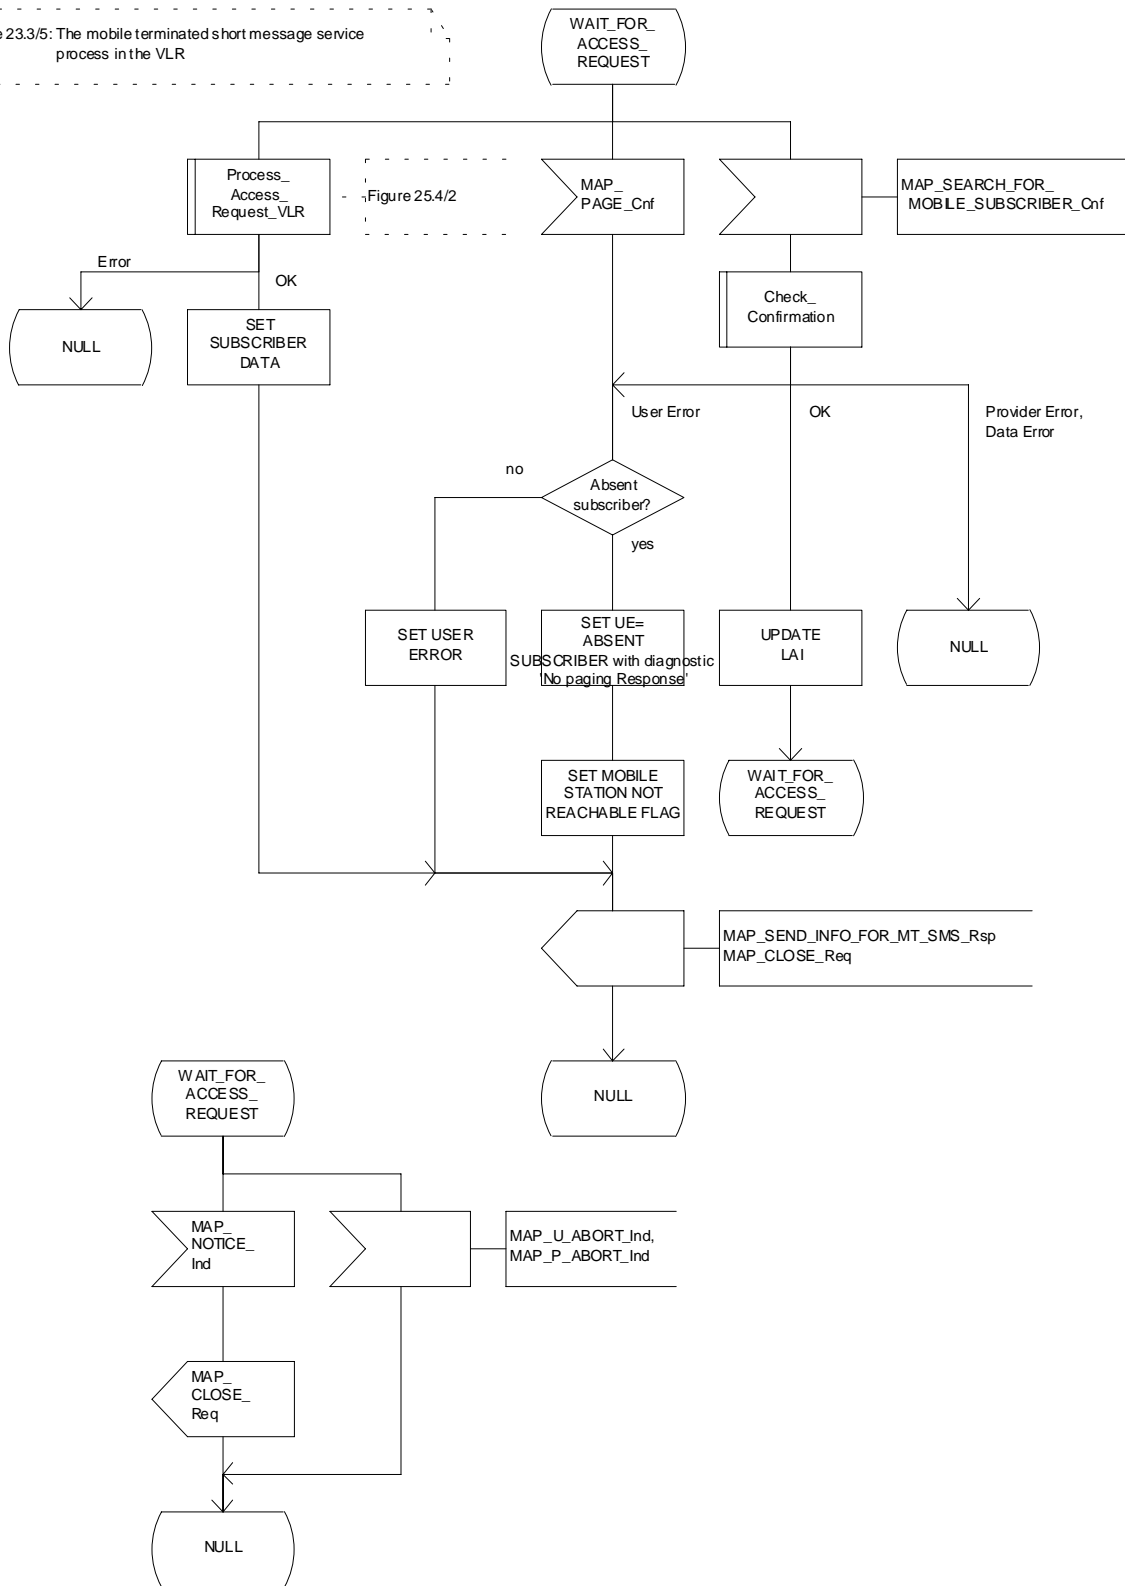 e 23.3/5: The mobile terminated short message service
process in the VLR
WAIT_FOR_
ACCESS_
REQUEST
Process_
Access_
Request_VLR
Figure 25.4/2
MAP_
PAGE_Cnf
MAP_SEARCH_FOR_
MOBILE_SUBSCRIBER_Cnf
Error
OK
NULL
SET
SUBSCRIBER
DATA
Check_
Confirmation
User Error
OK
Provider Error,
Data Error
no
Absent
subscriber?
yes
SET USER
ERROR
SET UE=
ABSENT
SUBSCRIBER with diagnostic
'No paging Response'
UPDATE
LAI
NULL
SET MOBILE
STATION NOT
REACHABLE FLAG
WAIT_FOR_
ACCESS_
REQUEST
MAP_SEND_INFO_FOR_MT_SMS_Rsp
MAP_CLOSE_Req
NULL
WAIT_FOR_
ACCESS_
REQUEST
MAP_
NOTICE_
Ind
MAP_U_ABORT_Ind,
MAP_P_ABORT_Ind
MAP_
CLOSE_
Req
NULL